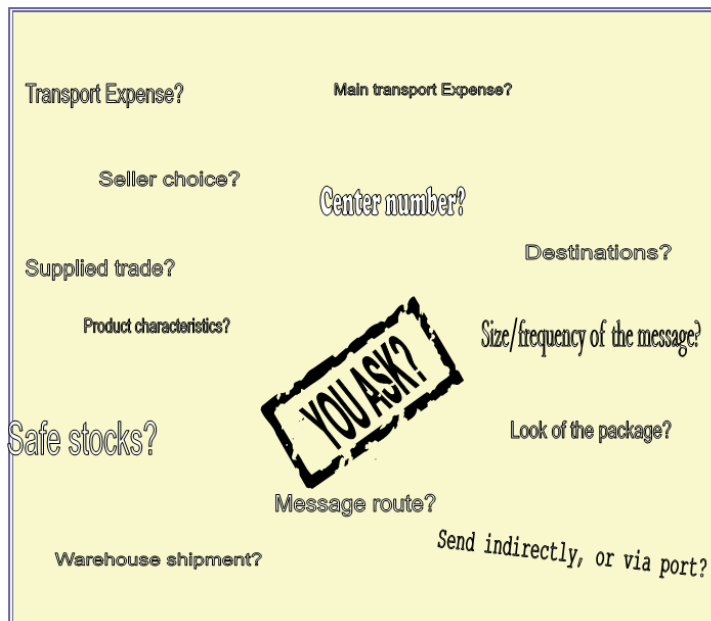 Transport Expense?
Main transport Expense?
Seller choice?
Center number?
Destinations?
Supplied trade?
Product characteristics?
Size/frequency of the message?
YOU ASK?
Safe stocks?
Look of the package?
Message route?
Send indirectly, or via port?
Warehouse shipment?